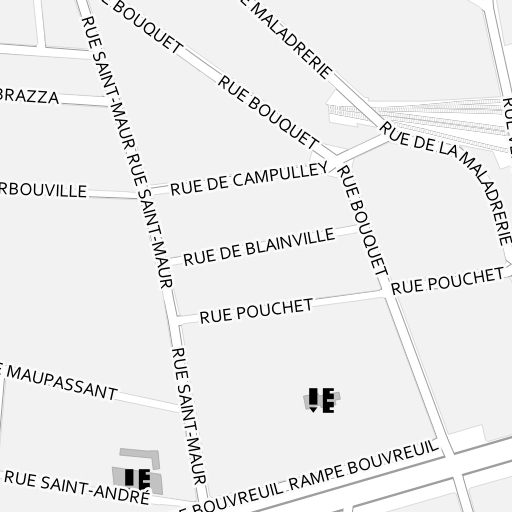 E BOUQUET
E MALADRERIE
RUE SAINT-MAUR
RUE BOUQUET
BRAZZA
RUE DE LA MALADRERIE
RUE SAINT-MAUR
RUE DE CAMPULLEY
RBOUVILLE
RUE BOUQUET
RUE DE BLAINVILLE
RUE POUCHET
RUE POUCHET
RUE SAINT-MAUR
E MAUPASSANT
RAMPE BOUVREUIL
E BOUVREUIL
RUE SAINT-ANDRÉ